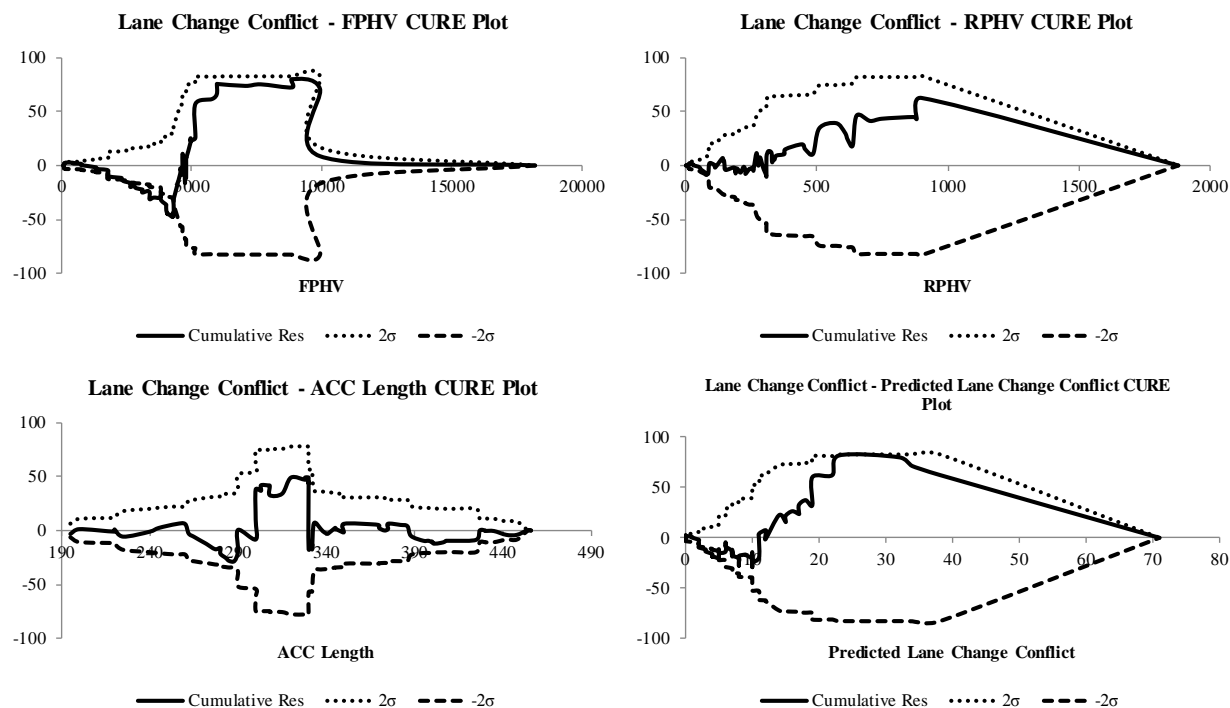 Lane Change Conflict - FPHV CURE Plot
100
50
0
-50
-100
0
5000
10000
15000
20000
FPHV
Cumulative Res
2σ
-2σ
Lane Change Conflict - RPHV CURE Plot
100
50
0
-50
-100
0
500
1000
1500
2000
RPHV
Cumulative Res
2σ
-2σ
Lane Change Conflict - ACC Length CURE Plot
100
50
0
-50
-100
190
240
290
340
390
440
490
ACC Length
Cumulative Res
2σ
-2σ
Lane Change Conflict - Predicted Lane Change Conflict CURE
Plot
100
50
0
-50
-100
0
10
20
30
40
50
60
70
80
Predicted Lane Change Conflict
Cumulative Res
2σ
-2σ